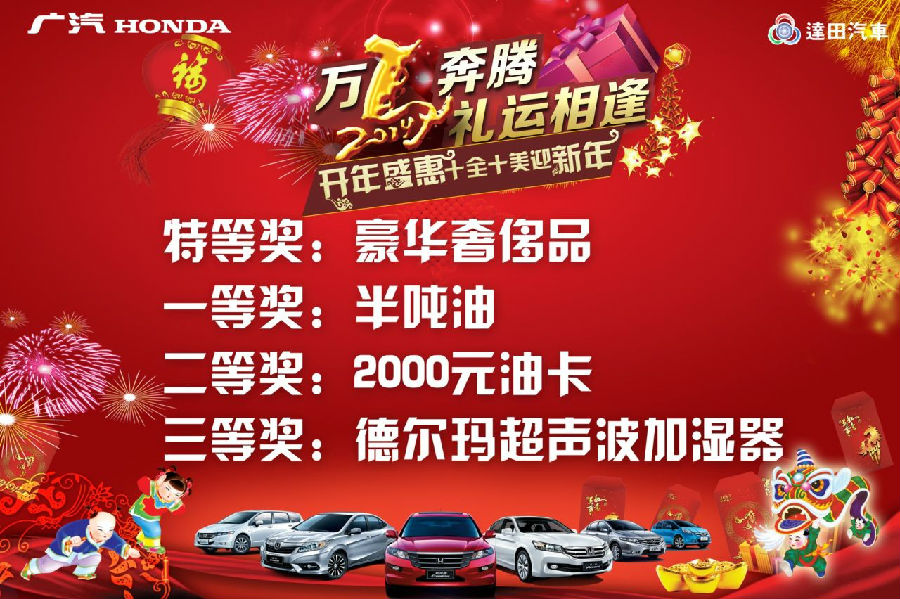 广汽 HONDA
達田汽車
福
万马奔腾
2014
礼运相逢
开年盛惠十全十美迎新年
特等奖：豪华奢侈品
一等奖：半吨油
二等奖：2000元油卡
三等奖：德尔玛超声波加湿器